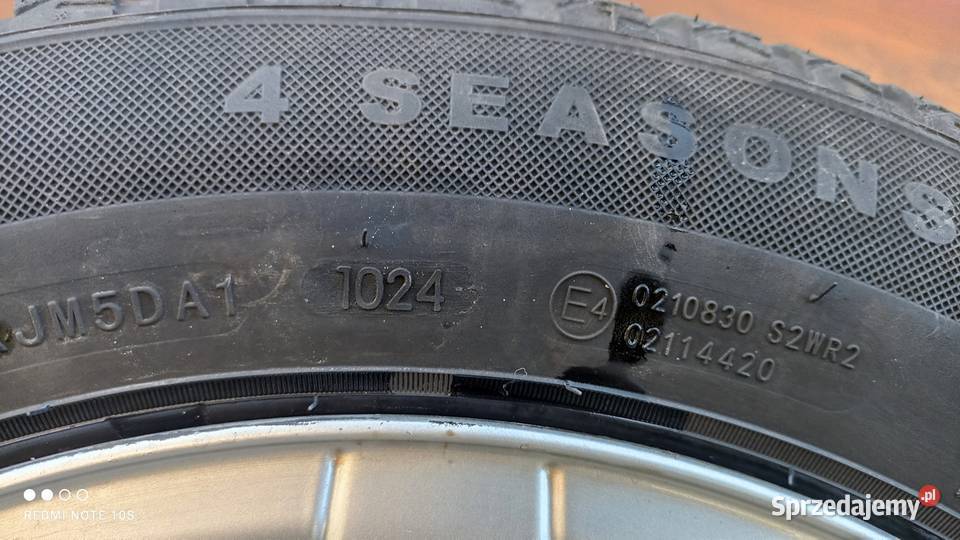 4 SEASONS
JM5DA1 1024 E4 0210830 S2WR2
02114420
REDMI NOTE 10S
Sprzedajemy.pl